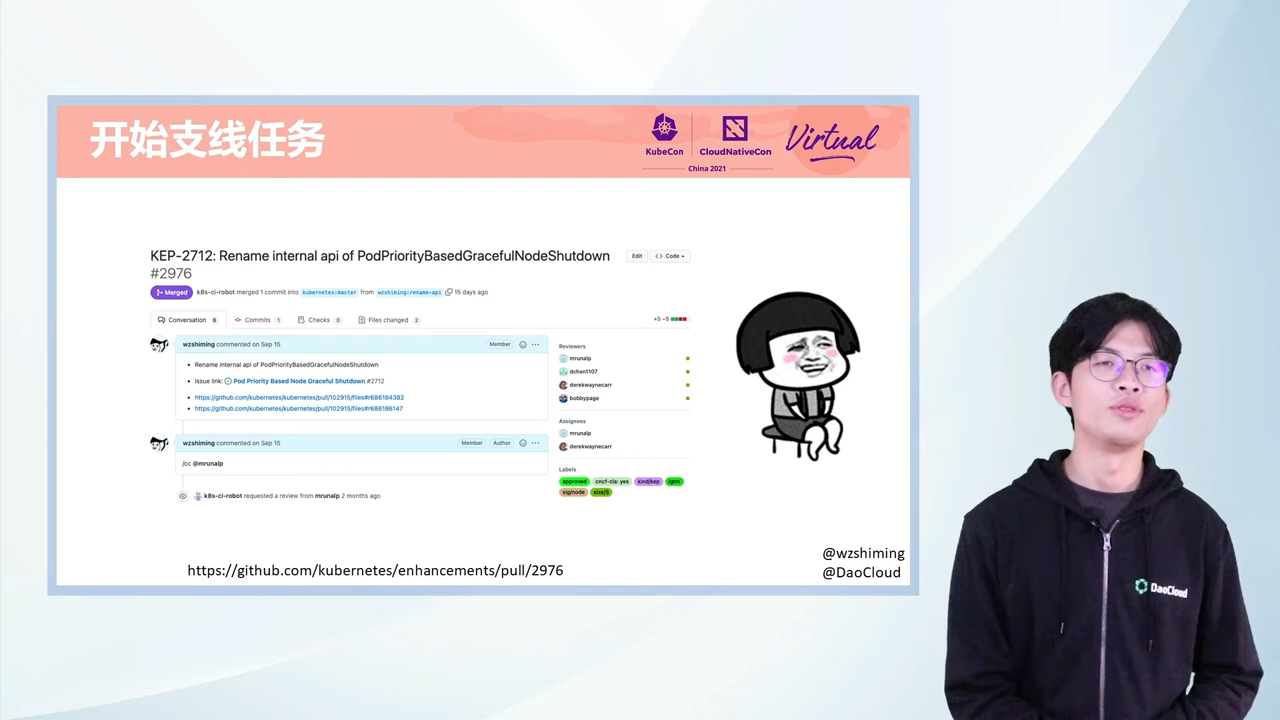 开始支线任务
KubeCon
CloudNativeCon
Virtual
China 2021
KEP-2712: Rename internal api of PodPriorityBasedGracefulNodeShutdown
#2976
Edit
<> Code
Merged
k8s-ci-robot merged 1 commit into kubernetes:master from wzshiming:rename-api 15 days ago
Conversation 6
Commits 1
Checks 0
Files changed 2
+5 −5
wzshiming commented on Sep 15
Member
Rename internal api of PodPriorityBasedGracefulNodeShutdown
Issue link: Pod Priority Based Node Graceful Shutdown #2712
https://github.com/kubernetes/kubernetes/pull/102915/files#r686184382
https://github.com/kubernetes/kubernetes/pull/102915/files#r686186147
wzshiming commented on Sep 15
Member
Author
/cc @mrunalp
k8s-ci-robot requested a review from mrunalp 2 months ago
Reviewers
mrunalp
dchen1107
derekwaynecarr
bobbypage
Assignees
mrunalp
derekwaynecarr
Labels
approved
cncf-cla: yes
kind/kep
lgtm
sig/node
size/S
https://github.com/kubernetes/enhancements/pull/2976
@wzshiming
@DaoCloud
DaoCloud